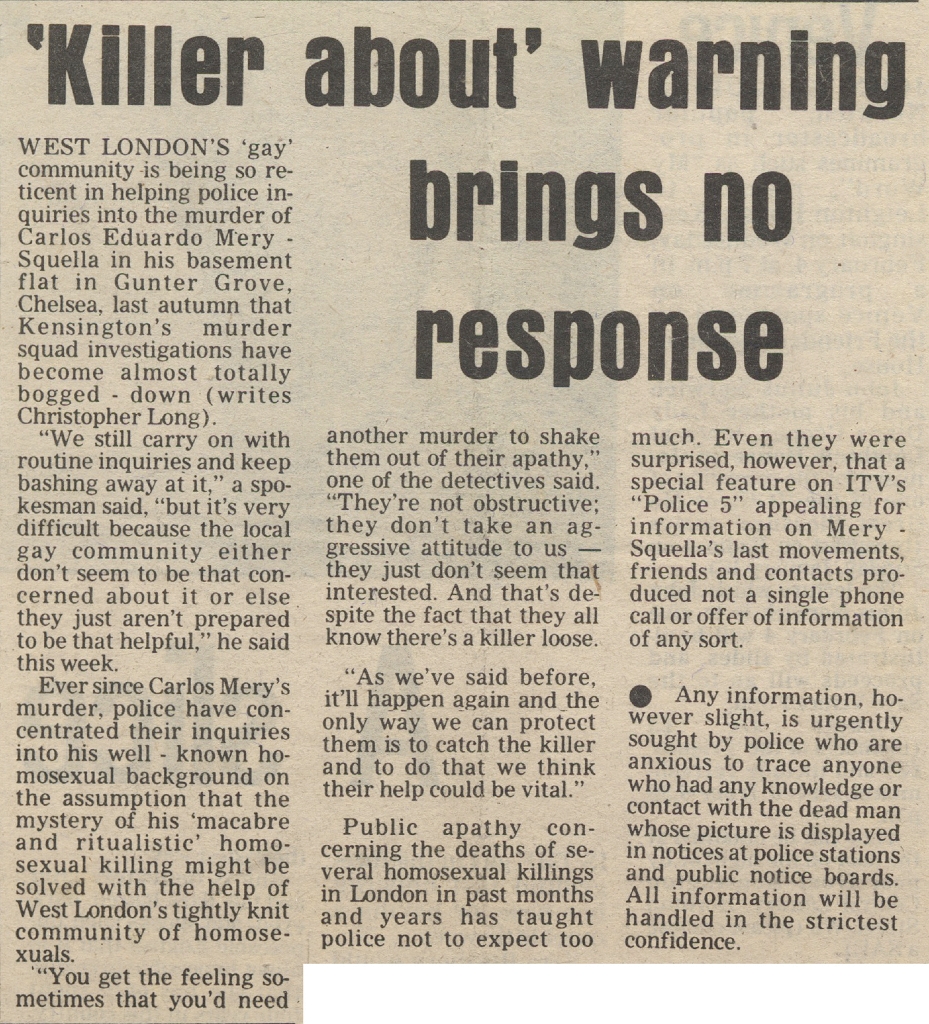 'Killer about' warning
brings no
response
WEST LONDON'S 'gay'
community is being so re-
ticent in helping police in-
quiries into the murder of
Carlos Eduardo Mery -
Squella in his basement
flat in Gunter Grove,
Chelsea, last autumn that
Kensington's murder
squad investigations have
become almost totally
bogged - down (writes
Christopher Long).
"We still carry on with
routine inquiries and keep
bashing away at it," a spo-
kesman said, "but it's very
difficult because the local
gay community either
don't seem to be that con-
cerned about it or else
they just aren't prepared
to be that helpful," he said
this week.
Ever since Carlos Mery's
murder, police have con-
centrated their inquiries
into his well - known ho-
mosexual background on
the assumption that the
mystery of his 'macabre
and ritualistic' homo-
sexual killing might be
solved with the help of
West London's tightly knit
community of homose-
xuals.
"You get the feeling so-
metimes that you'd need
another murder to shake
them out of their apathy,"
one of the detectives said.
"They're not obstructive;
they don't take an ag-
gressive attitude to us —
they just don't seem that
interested. And that's de-
spite the fact that they all
know there's a killer loose.
"As we've said before,
it'll happen again and the
only way we can protect
them is to catch the killer
and to do that we think
their help could be vital."
Public apathy con-
cerning the deaths of se-
veral homosexual killings
in London in past months
and years has taught
police not to expect too
much. Even they were
surprised, however, that a
special feature on ITV's
"Police 5" appealing for
information on Mery -
Squella's last movements,
friends and contacts pro-
duced not a single phone
call or offer of information
of any sort.
● Any information, ho-
wever slight, is urgently
sought by police who are
anxious to trace anyone
who had any knowledge or
contact with the dead man
whose picture is displayed
in notices at police stations
and public notice boards.
All information will be
handled in the strictest
confidence.